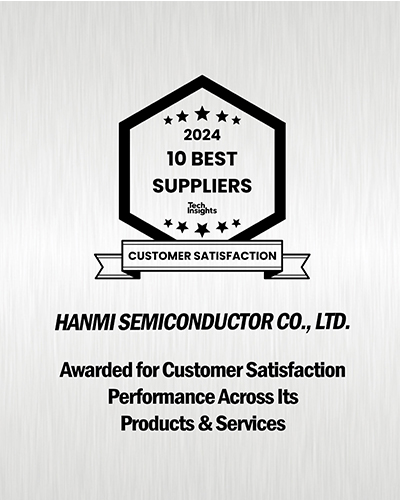 2024
10 BEST
SUPPLIERS
Tech
Insights
CUSTOMER SATISFACTION
HANMI SEMICONDUCTOR CO., LTD.
Awarded for Customer Satisfaction
Performance Across Its
Products & Services